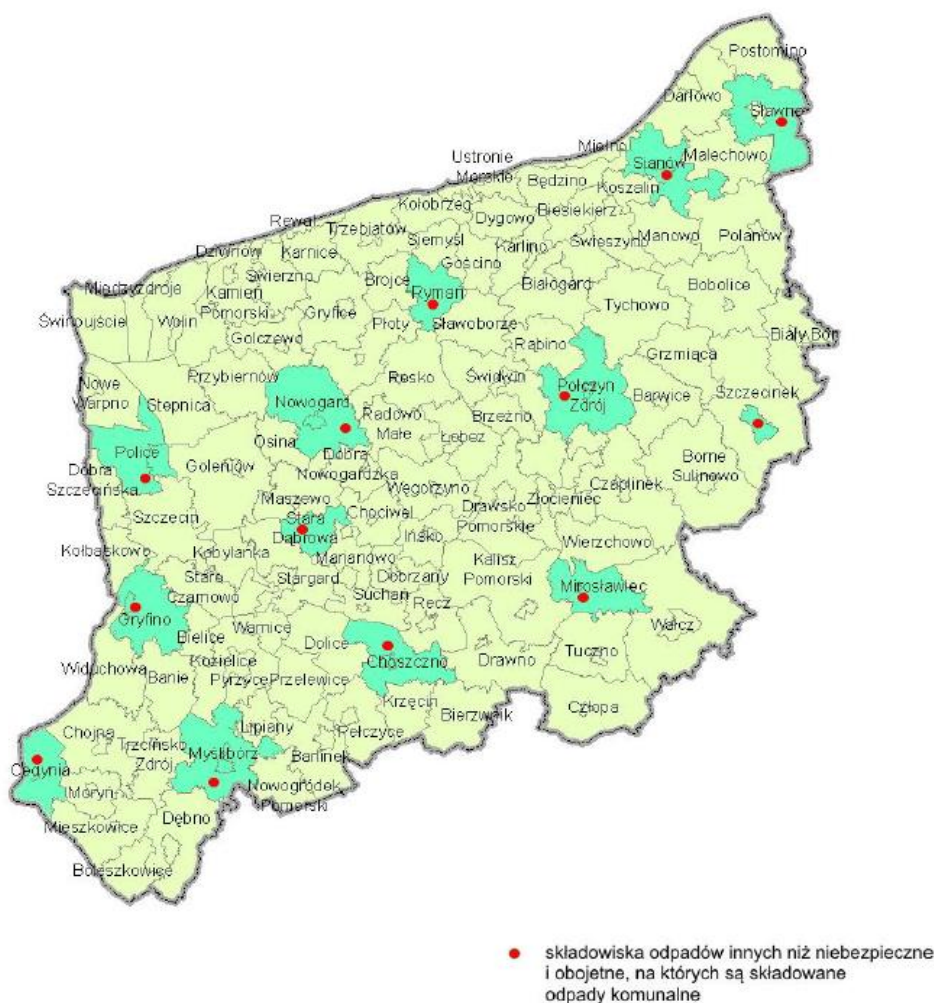 Postomino
Darłowo
Sławno
Mielno
Sianów
Malechowo
Ustronie
Morskie
Będzino
Koszalin
Kołobrzeg
Biesiekierz
Rewal
Trzebiatów
Dygowo
Siemyśl
Karlino
Świeszyno
Manowo
Polanów
Dziwnów
Karnice
Gościno
Świerzno
Brojce
Białogard
Bobolice
Międzyzdroje
Kamień
Pomorski
Gryfice
Rymań
Tychowo
Świnoujście
Wolin
Płoty
Sławoborze
Golczewo
Rąbino
Biały Bór
Grzmiąca
Przybiernów
Resko
Świdwin
Połczyn
Zdrój
Barwice
Szczecinek
Nowe
Warpno
Stepnica
Nowogard
Radowo
Małe
Brzeżno
Osina
Łobez
Police
Dobra
Nowogardzka
Borne
Sulinowo
Dobra
Szczecińska
Goleniów
Węgorzyno
Złocieniec
Czaplinek
Maszewo
Chociwel
Drawsko
Pomorskie
Szczecin
Stara
Dąbrowa
Ińsko
Wierzchowo
Kołbaskowo
Kobylanka
Marianowo
Kalisz
Pomorski
Stare
Czarnowo
Stargard
Dobrzany
Suchań
Mirosławiec
Recz
Gryfino
Wałcz
Bielice
Warnice
Dolice
Choszczno
Drawno
Tuczno
Widuchowa
Kozielice
Banie
Pyrzyce
Przelewice
Krzęcin
Bierzwnik
Człopa
Chojna
Lipiany
Pełczyce
Trzcińsko
Zdrój
Myślibórz
Barlinek
Cedynia
Moryń
Nowogródek
Pomorski
Mieszkowice
Dębno
Boleszkowice
składowiska odpadów innych niż niebezpieczne
i obojetne, na których są składowane
odpady komunalne